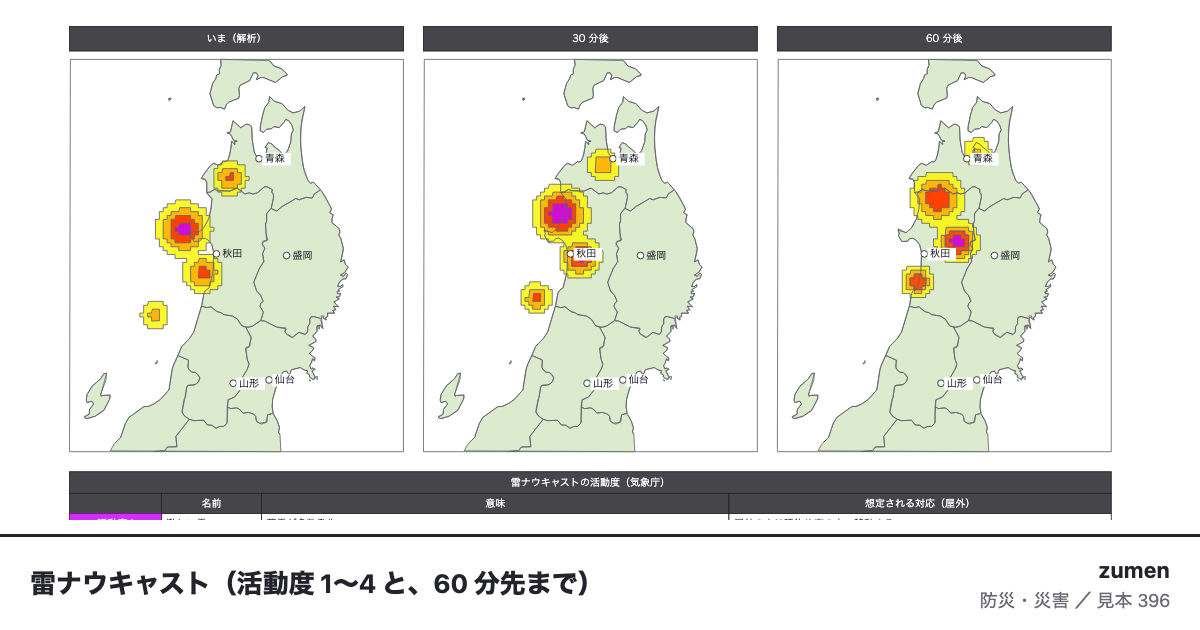 いま（解析）
30 分後
60 分後
青森
秋田
盛岡
山形
仙台
青森
秋田
盛岡
山形
仙台
青森
秋田
盛岡
山形
仙台
雷ナウキャストの活動度（気象庁）
名前
意味
想定される対応（屋外）
雷ナウキャスト（活動度 1〜4 と、60 分先まで）
zumen
防災・災害 ／ 見本 396